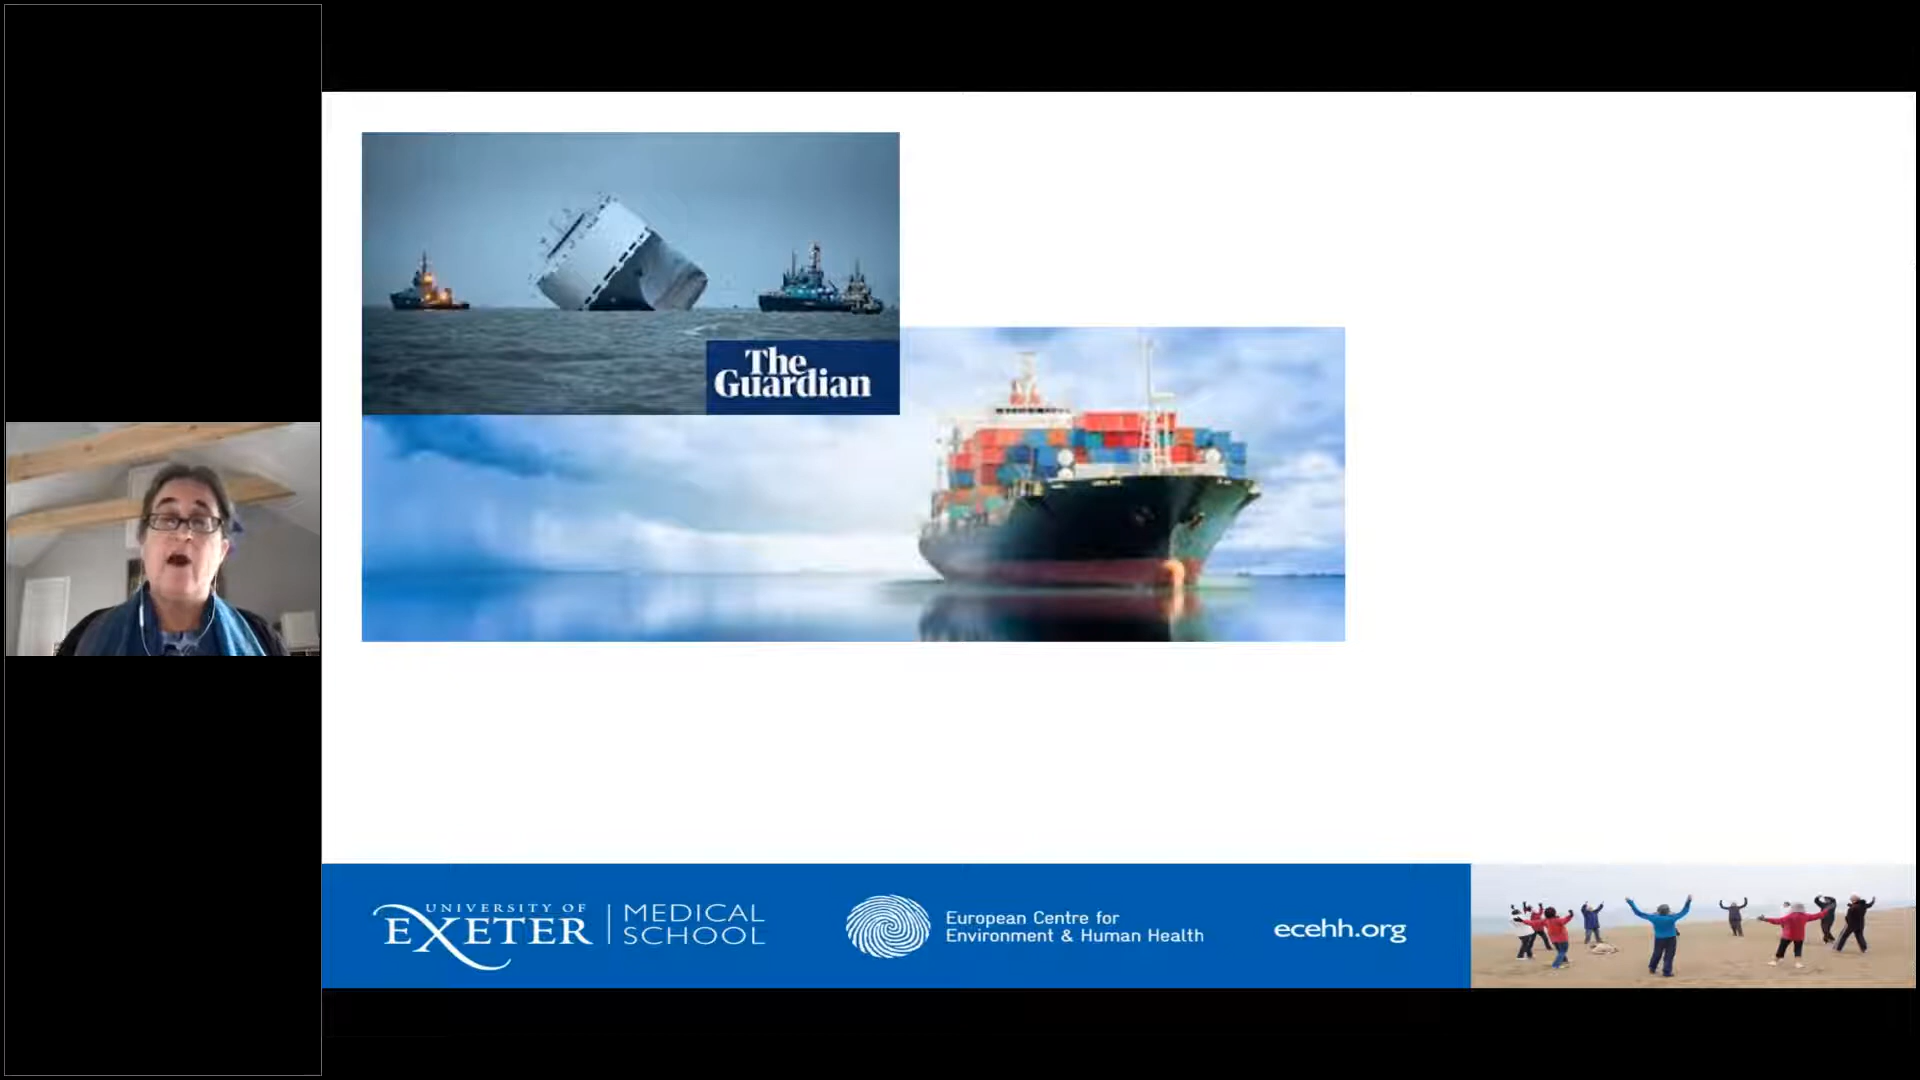 The
Guardian
UNIVERSITY OF
EXETER
MEDICAL
SCHOOL
European Centre for
Environment & Human Health
ecehh.org